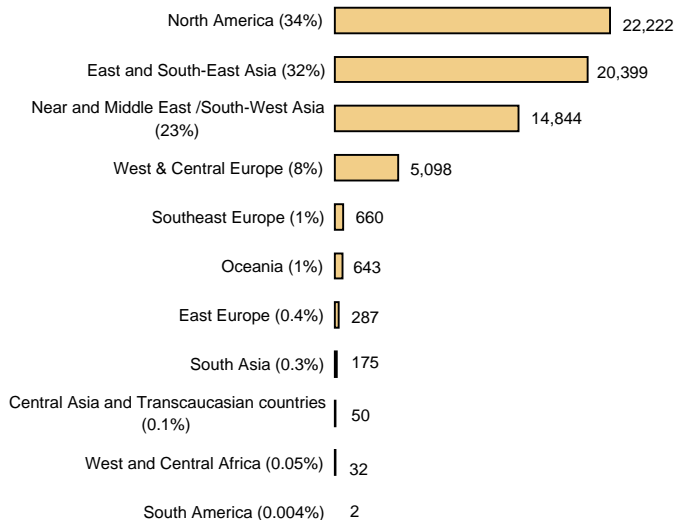 North America (34%) 22,222
East and South-East Asia (32%) 20,399
Near and Middle East /South-West Asia
(23%) 14,844
West & Central Europe (8%) 5,098
Southeast Europe (1%) 660
Oceania (1%) 643
East Europe (0.4%) 287
South Asia (0.3%) 175
Central Asia and Transcaucasian countries
(0.1%) 50
West and Central Africa (0.05%) 32
South America (0.004%) 2